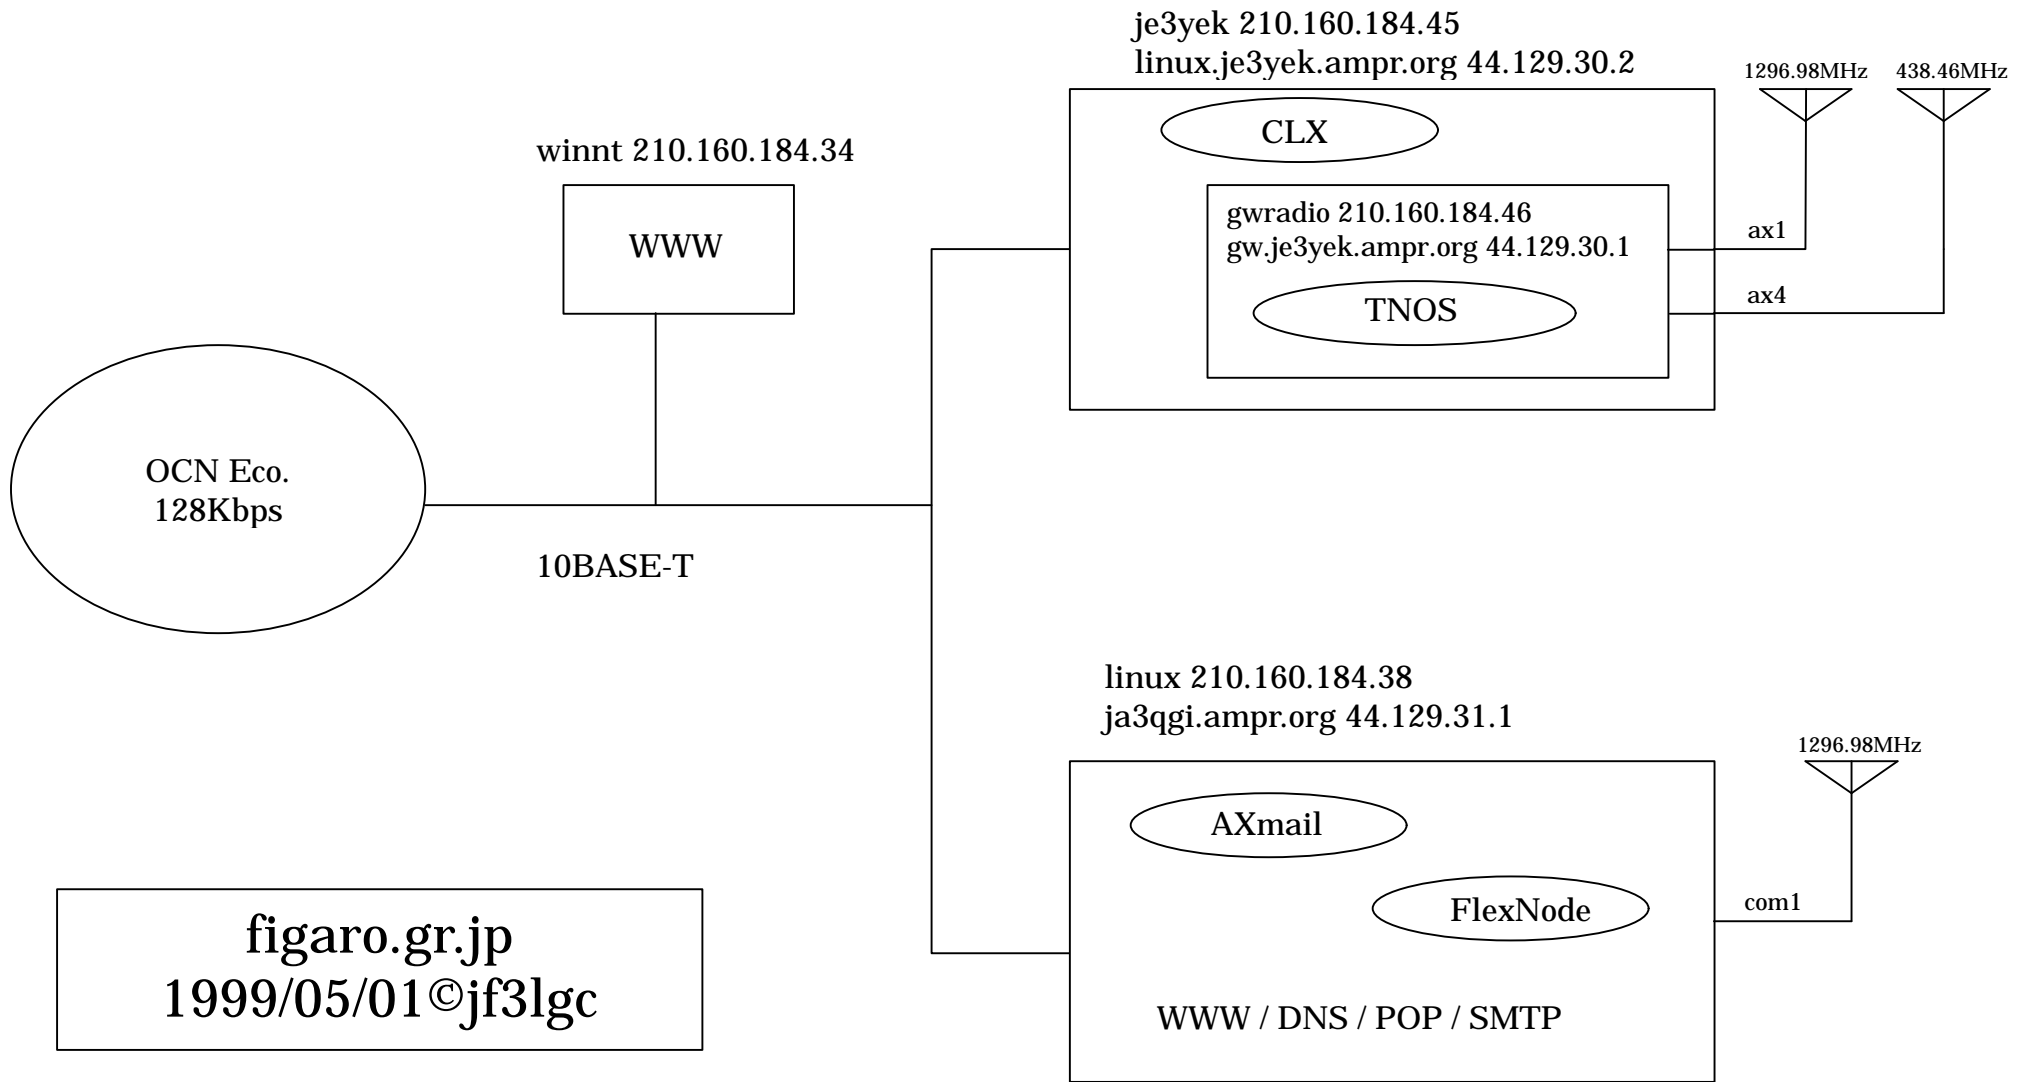 je3yek 210.160.184.45
linux.je3yek.ampr.org 44.129.30.2
1296.98MHz
438.46MHz
CLX
winnt 210.160.184.34
WWW
gwradio 210.160.184.46
gw.je3yek.ampr.org 44.129.30.1
TNOS
ax1
ax4
OCN Eco.
128Kbps
10BASE-T
linux 210.160.184.38
ja3qgi.ampr.org 44.129.31.1
1296.98MHz
AXmail
FlexNode
com1
WWW / DNS / POP / SMTP
figaro.gr.jp
1999/05/01©jf3lgc